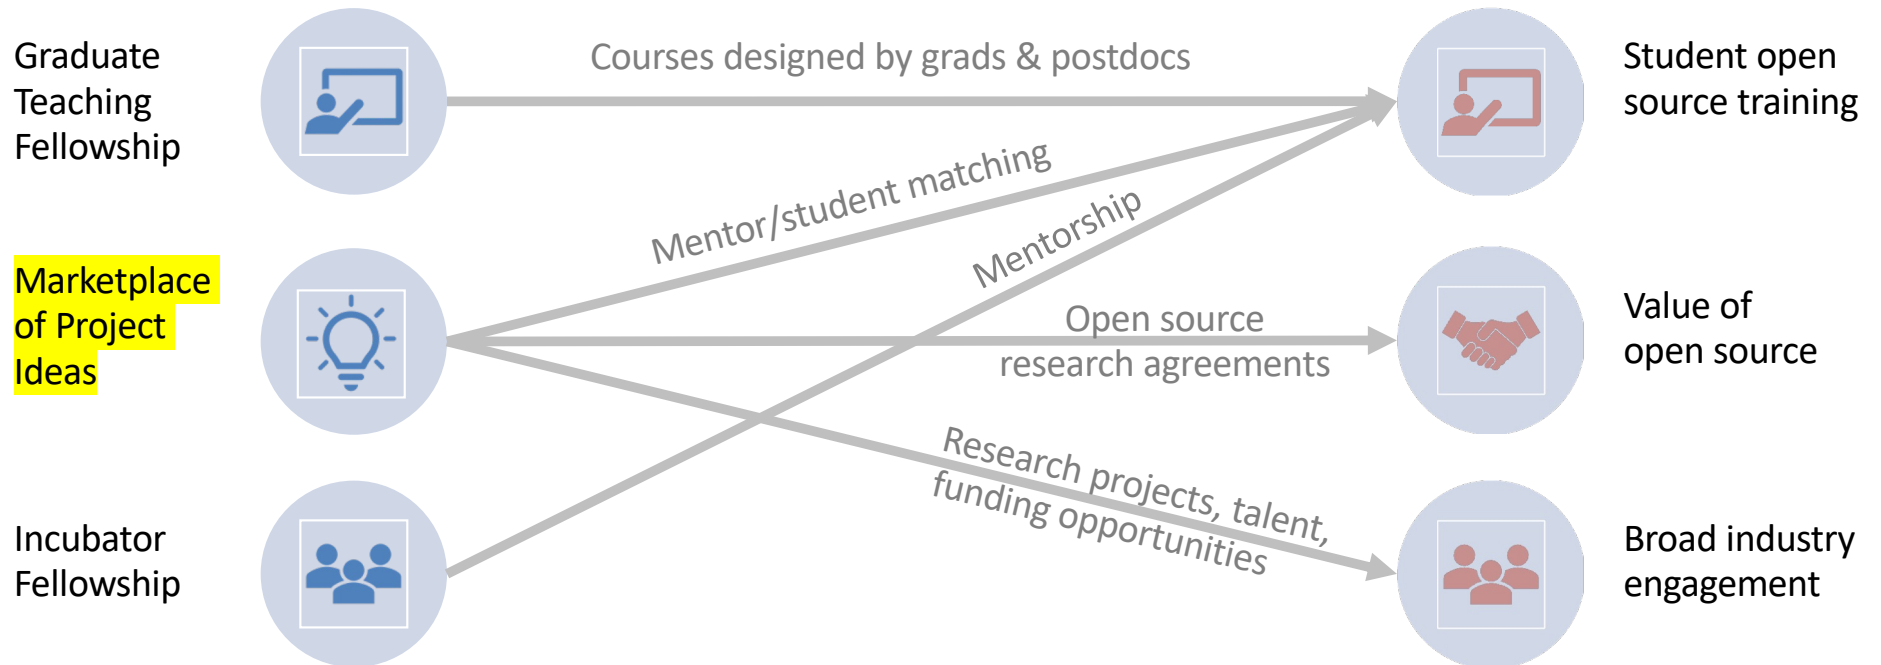 Graduate
Teaching
Fellowship
Courses designed by grads & postdocs
Student open
source training
Mentor/student matching
Mentorship
Marketplace
of Project
Ideas
Open source
research agreements
Value of
open source
Research projects, talent,
funding opportunities
Incubator
Fellowship
Broad industry
engagement